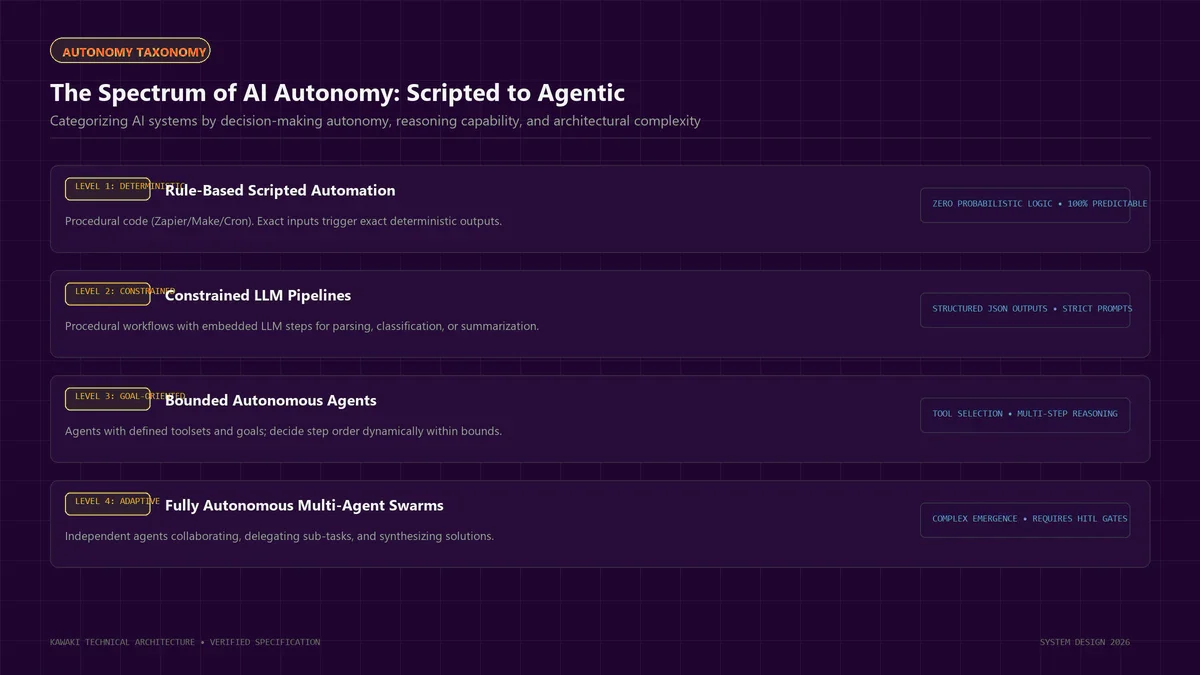 AUTONOMY TAXONOMY
The Spectrum of AI Autonomy: Scripted to Agentic
Categorizing AI systems by decision-making autonomy, reasoning capability, and architectural complexity
LEVEL 1: DETERMINISTIC
Rule-Based Scripted Automation
Procedural code (Zapier/Make/Cron). Exact inputs trigger exact deterministic outputs.
ZERO PROBABILISTIC LOGIC • 100% PREDICTABLE
LEVEL 2: CONSTRAINED
Constrained LLM Pipelines
Procedural workflows with embedded LLM steps for parsing, classification, or summarization.
STRUCTURED JSON OUTPUTS • STRICT PROMPTS
LEVEL 3: GOAL-ORIENTED
Bounded Autonomous Agents
Agents with defined toolsets and goals; decide step order dynamically within bounds.
TOOL SELECTION • MULTI-STEP REASONING
LEVEL 4: ADAPTIVE
Fully Autonomous Multi-Agent Swarms
Independent agents collaborating, delegating sub-tasks, and synthesizing solutions.
COMPLEX EMERGENCE • REQUIRES HITL GATES
KAWAKI TECHNICAL ARCHITECTURE • VERIFIED SPECIFICATION
SYSTEM DESIGN 2026